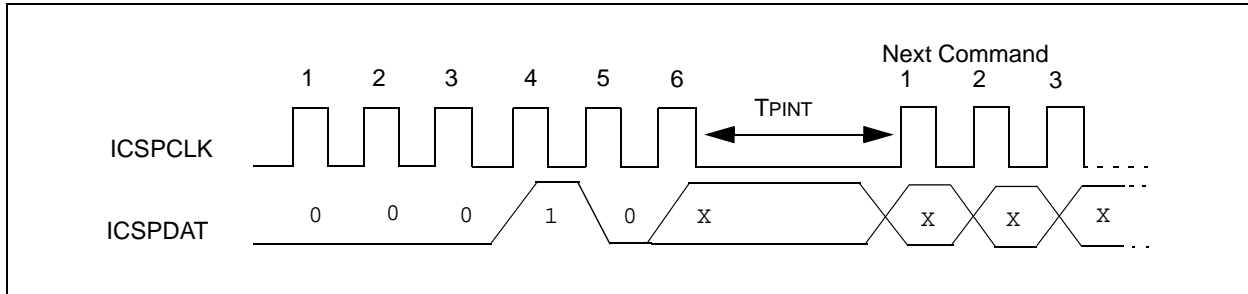 Next Command
1 2 3 4 5 6 1 2 3
TPINT
ICSPCLK
0 0 0 1 0 X X X X
ICSPDAT